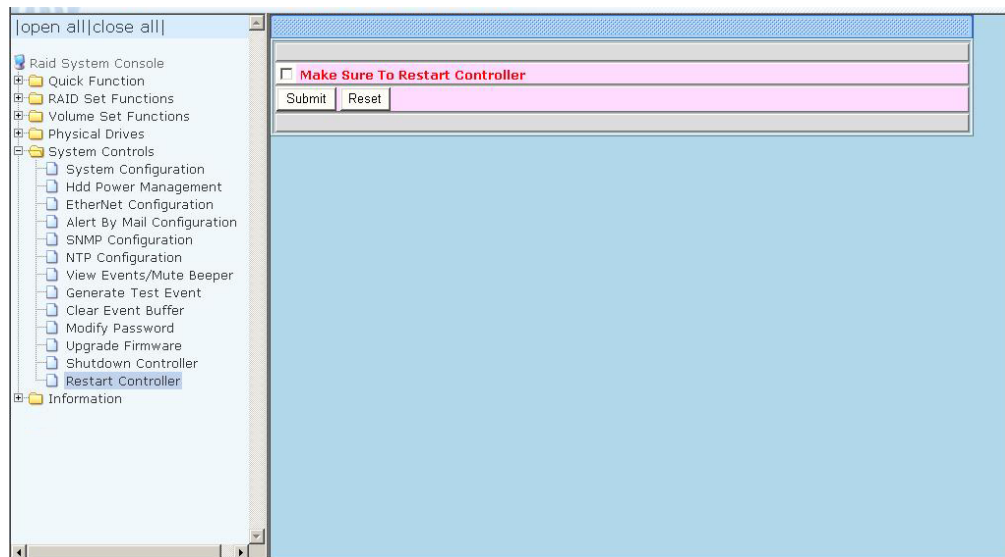 |open all|close all|
Raid System Console
Quick Function
RAID Set Functions
Volume Set Functions
Physical Drives
System Controls
System Configuration
Hdd Power Management
EtherNet Configuration
Alert By Mail Configuration
SNMP Configuration
NTP Configuration
View Events/Mute Beeper
Generate Test Event
Clear Event Buffer
Modify Password
Upgrade Firmware
Shutdown Controller
Restart Controller
Information
Make Sure To Restart Controller
Submit Reset